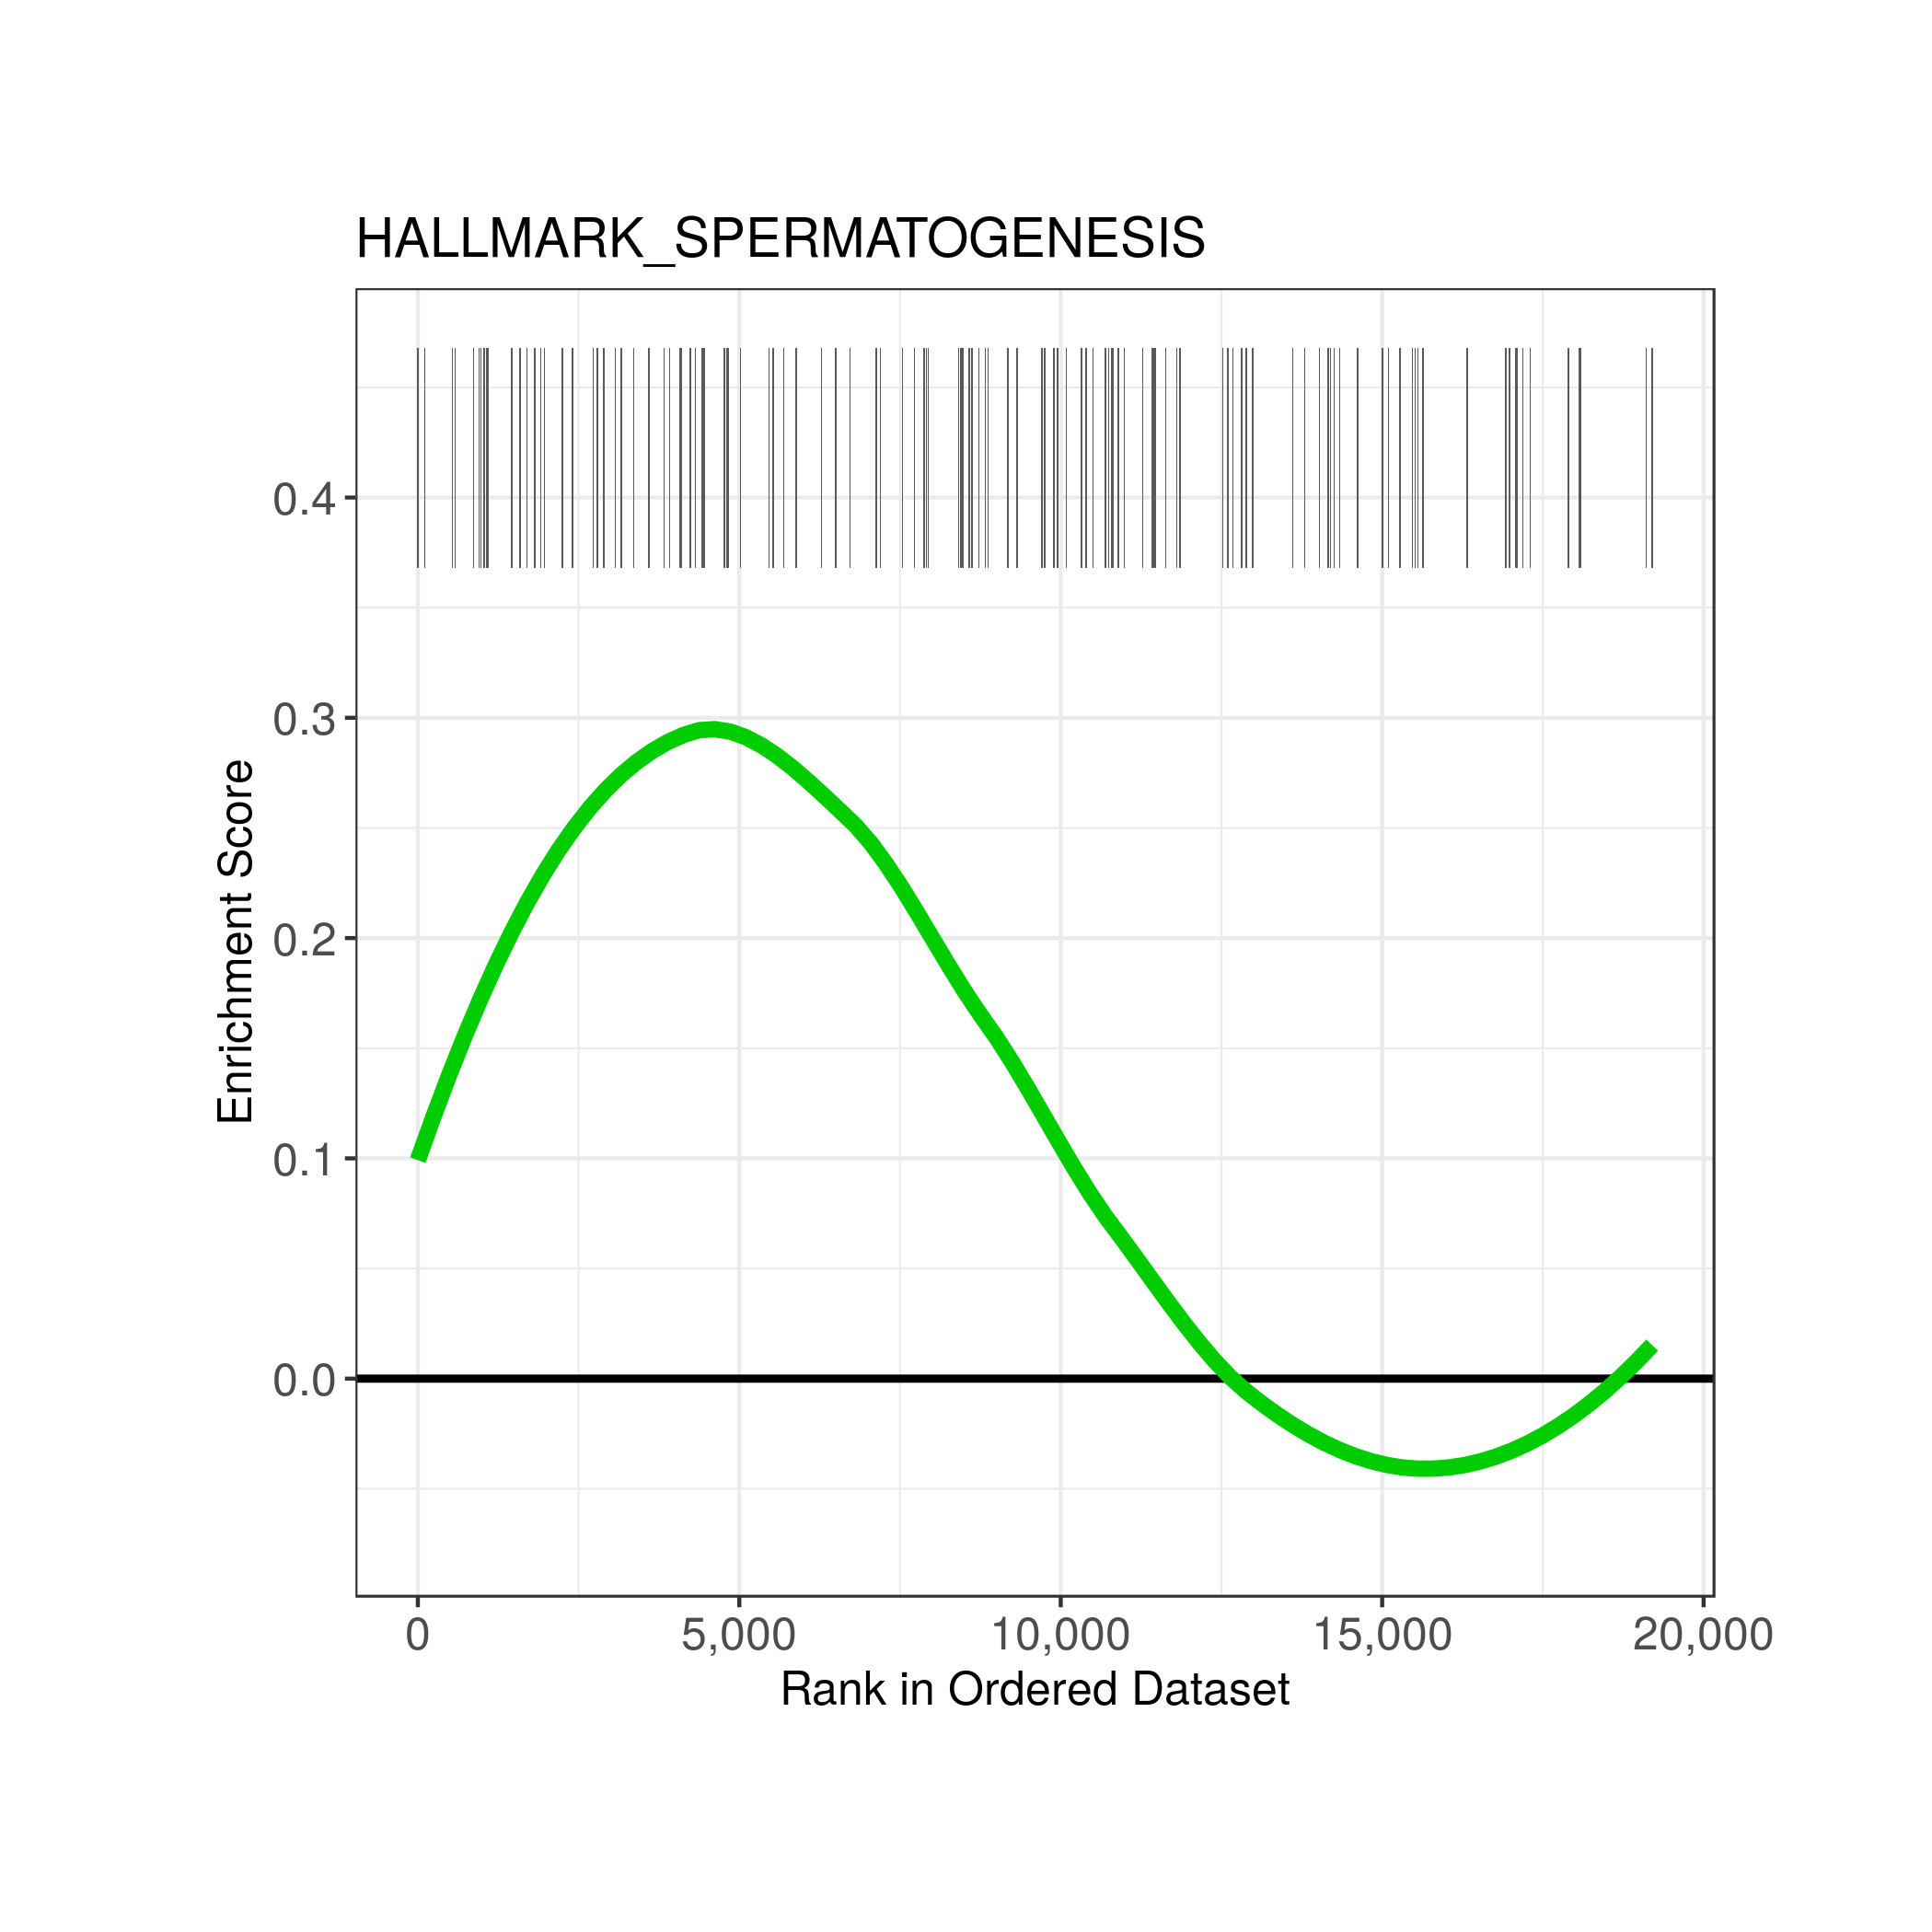 HALLMARK_SPERMATOGENESIS
0.4
0.3
0.2
0.1
0.0
Enrichment Score
0 5,000 10,000 15,000 20,000
Rank in Ordered Dataset